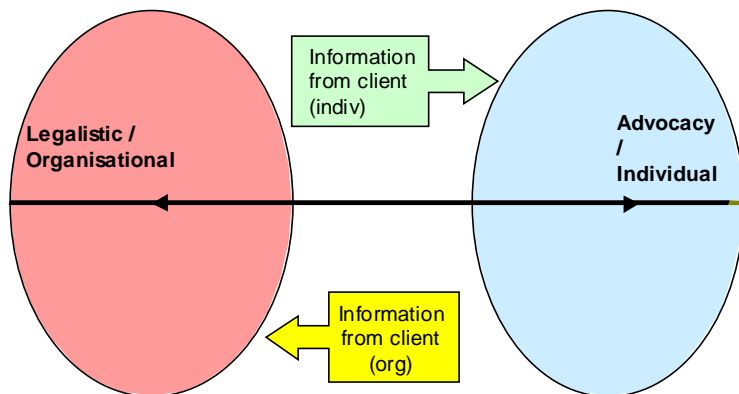 Information
from client
(indiv)
Legalistic /
Organisational
Advocacy
/
Individual
Information
from client
(org)